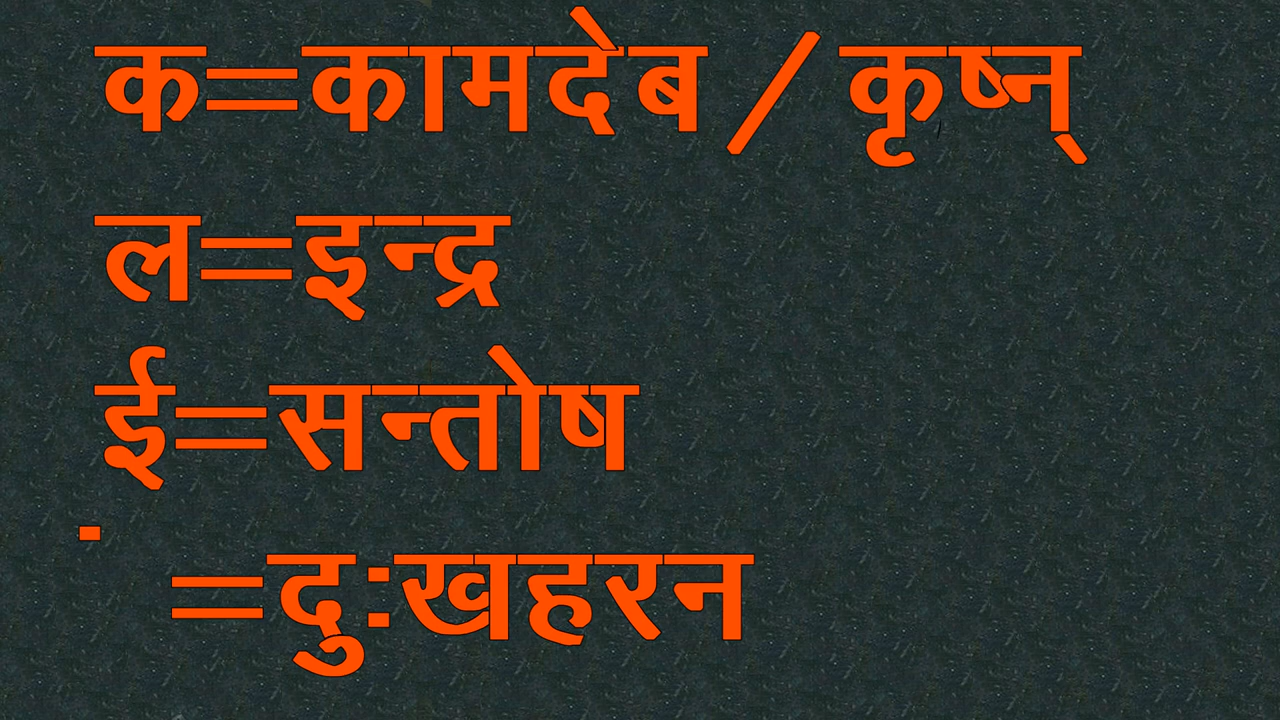 क=कामदेब/कृष्न्
ल=इन्द्र
ई=सन्तोष
ं =दुःखहरन